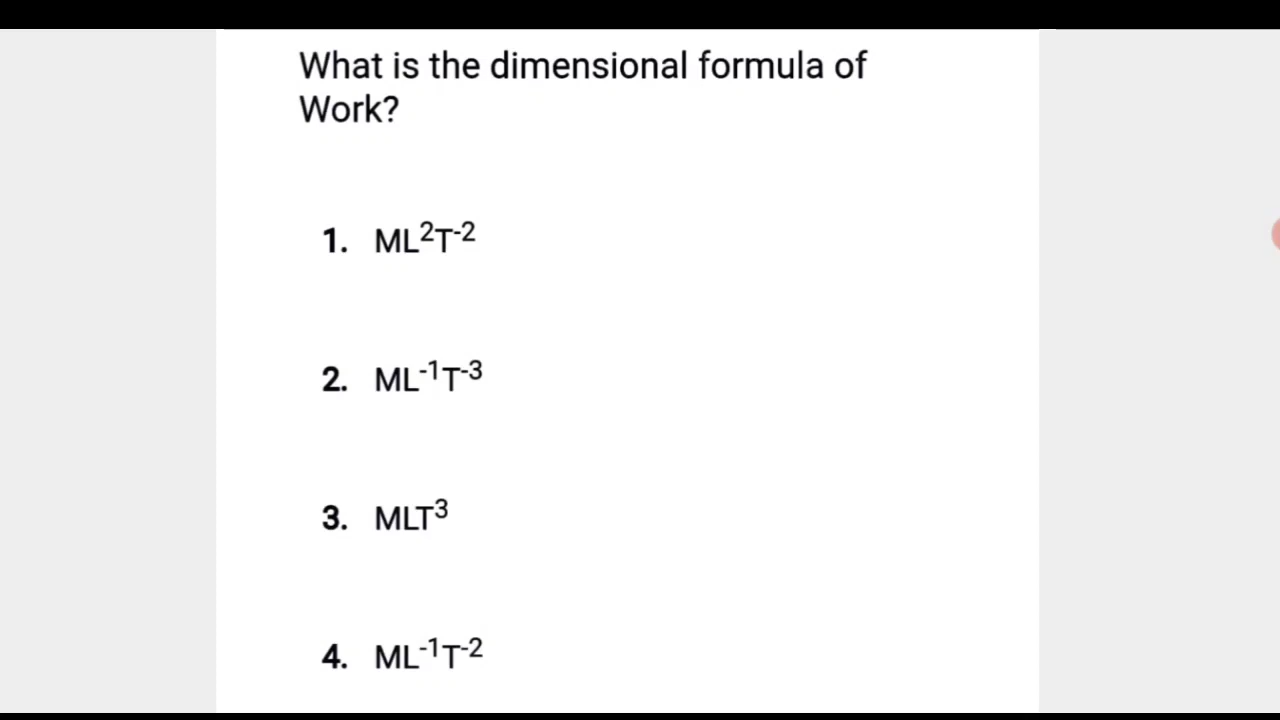 What is the dimensional formula of
Work?
1. ML²T⁻²
2. ML⁻¹T⁻³
3. MLT³
4. ML⁻¹T⁻²